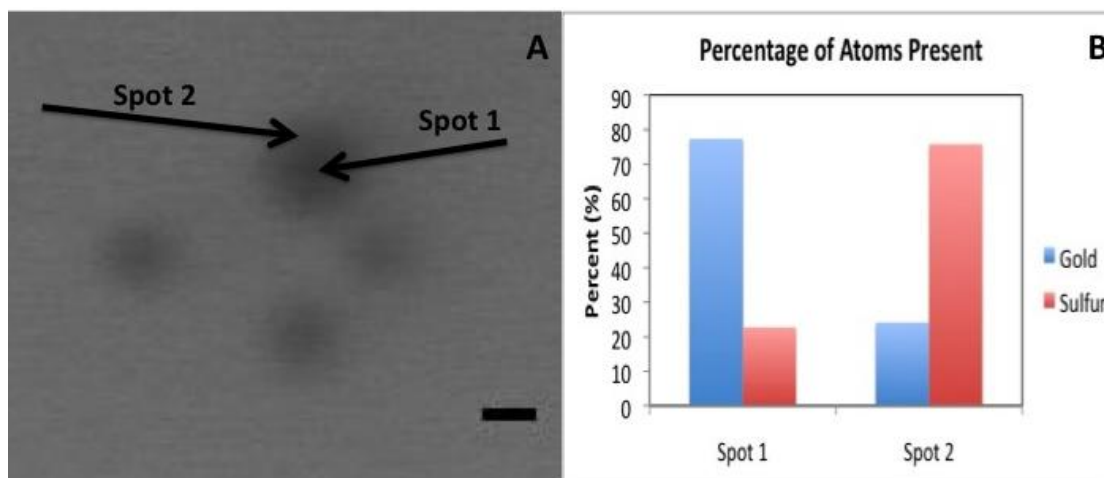 A
Spot 2
Spot 1
B
Percentage of Atoms Present
Percent (%)
90
80
70
60
50
40
30
20
10
0
Spot 1
Spot 2
Gold
Sulfur